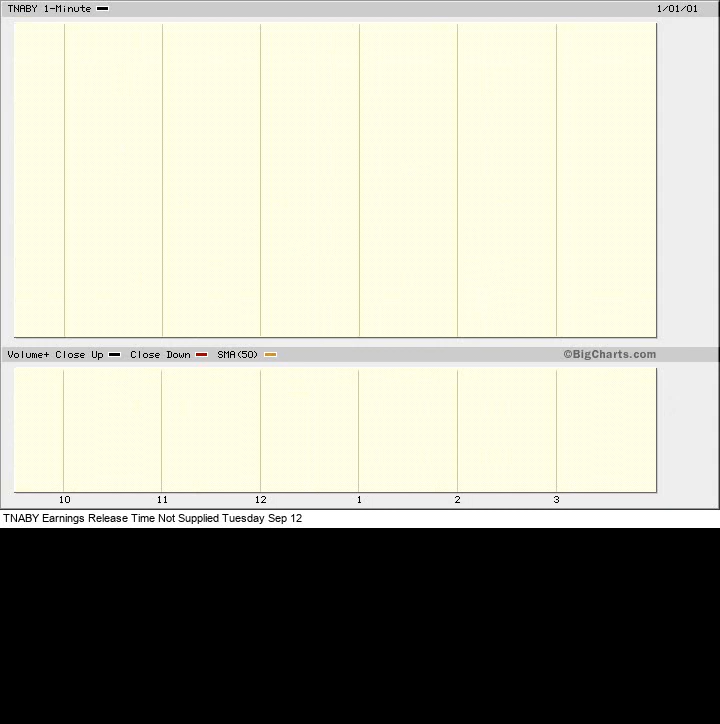 TNABY 1-Minute 1/01/01
Volume+ Close Up Close Down SMA(50) ©BigCharts.com
10 11 12 1 2 3
TNABY Earnings Release Time Not Supplied Tuesday Sep 12